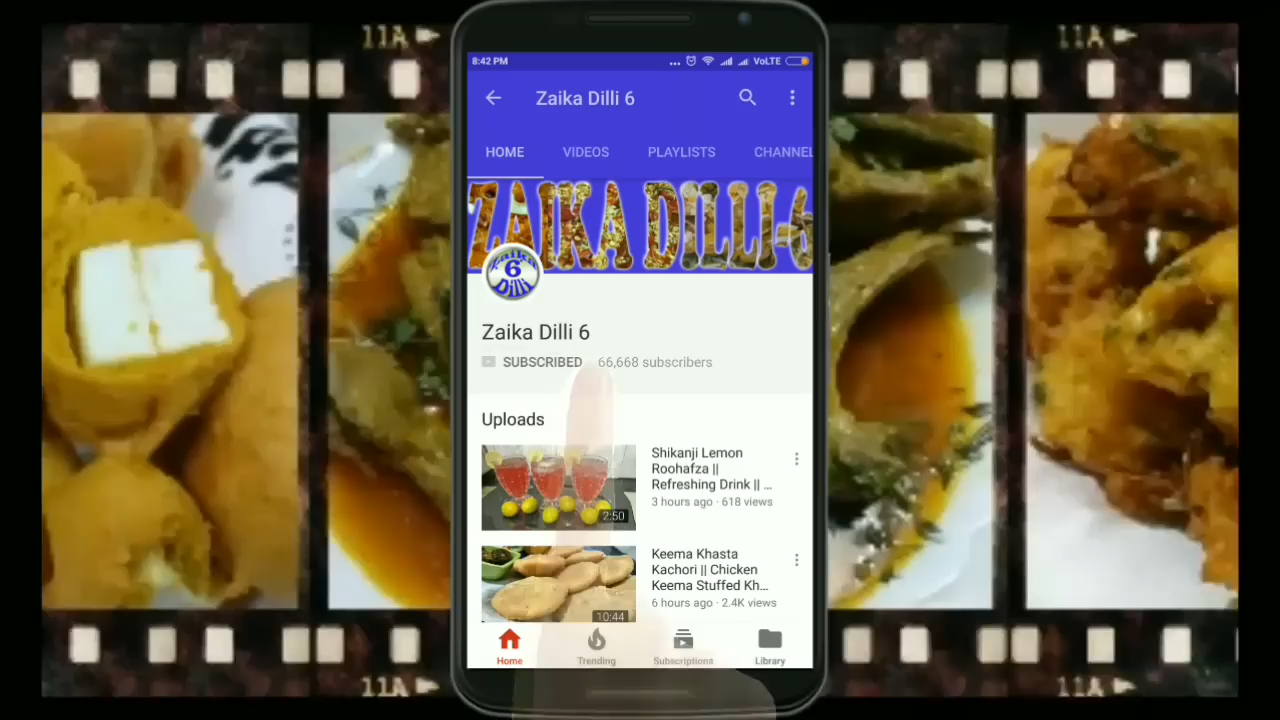 11A
11A
8:42 PM
... VoLTE
Zaika Dilli 6
HOME VIDEOS PLAYLISTS CHANNEL
ZAIKA DILLI-6
Zaika
6
Dilli
Zaika Dilli 6
SUBSCRIBED 66,668 subscribers
Uploads
Shikanji Lemon
Roohafza ||
Refreshing Drink || ...
3 hours ago · 618 views
2:50
Keema Khasta
Kachori || Chicken
Keema Stuffed Kh...
6 hours ago · 2.4K views
10:44
Home Trending Subscriptions Library
11A
11A